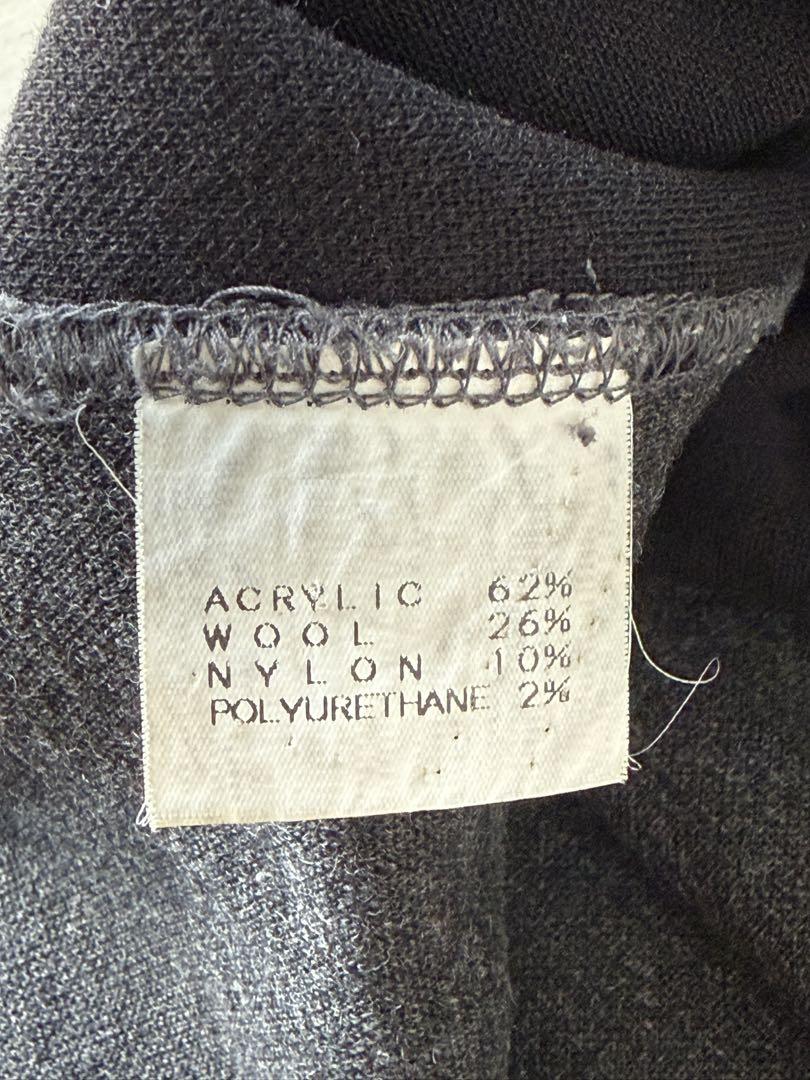 ACRYLIC 62%
WOOL 26%
NYLON 10%
POLYURETHANE 2%